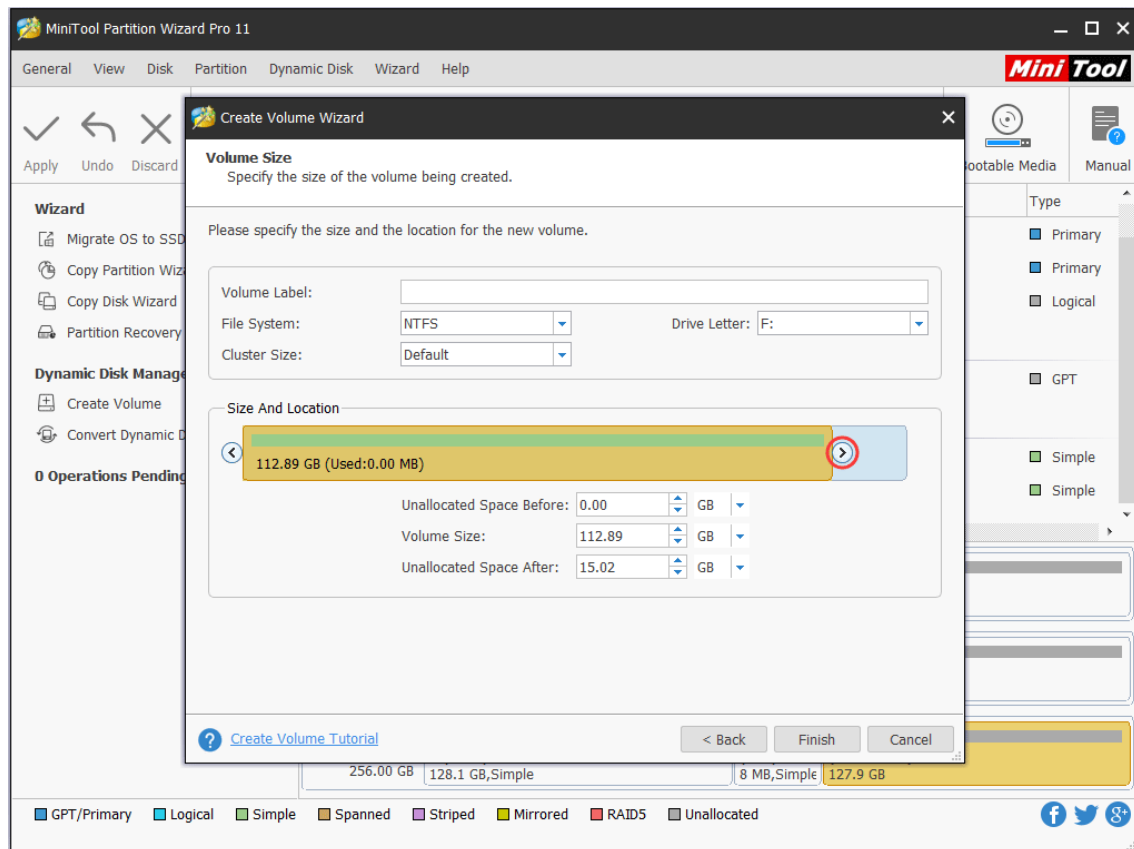 MiniTool Partition Wizard Pro 11
General View Disk Partition Dynamic Disk Wizard Help
Mini Tool
Apply Undo Discard
Bootable Media Manual
Create Volume Wizard
Volume Size
Specify the size of the volume being created.
Please specify the size and the location for the new volume.
Volume Label:
File System: NTFS Drive Letter: F:
Cluster Size: Default
Size And Location
112.89 GB (Used:0.00 MB)
Unallocated Space Before: 0.00 GB
Volume Size: 112.89 GB
Unallocated Space After: 15.02 GB
Create Volume Tutorial
< Back Finish Cancel
Wizard
Migrate OS to SSD
Copy Partition Wiz
Copy Disk Wizard
Partition Recovery
Dynamic Disk Manage
Create Volume
Convert Dynamic D
0 Operations Pending
Type
Primary
Primary
Logical
GPT
Simple
Simple
256.00 GB 128.1 GB,Simple 8 MB,Simple 127.9 GB
GPT/Primary Logical Simple Spanned Striped Mirrored RAID5 Unallocated